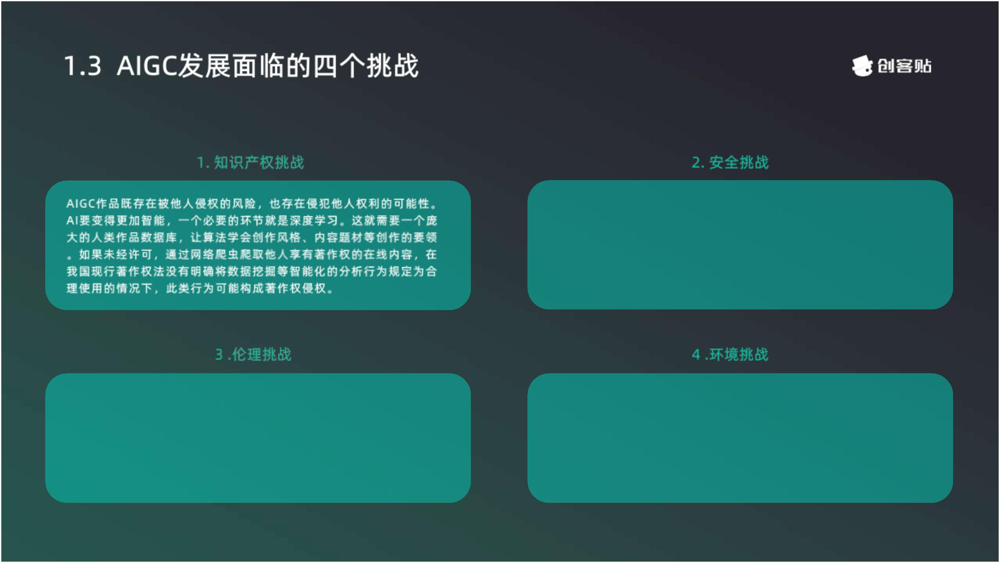 1.3 AIGC发展面临的四个挑战
创客贴
1. 知识产权挑战
AIGC作品既存在被他人侵权的风险，也存在侵犯他人权利的可能性。
AI要变得更加智能，一个必要的环节就是深度学习。这就需要一个庞
大的人类作品数据库，让算法学会创作风格、内容题材等创作的要领
。如果未经许可，通过网络爬虫爬取他人享有著作权的在线内容，在
我国现行著作权法没有明确将数据挖掘等智能化的分析行为规定为合
理使用的情况下，此类行为可能构成著作权侵权。
2. 安全挑战
3 .伦理挑战
4 .环境挑战